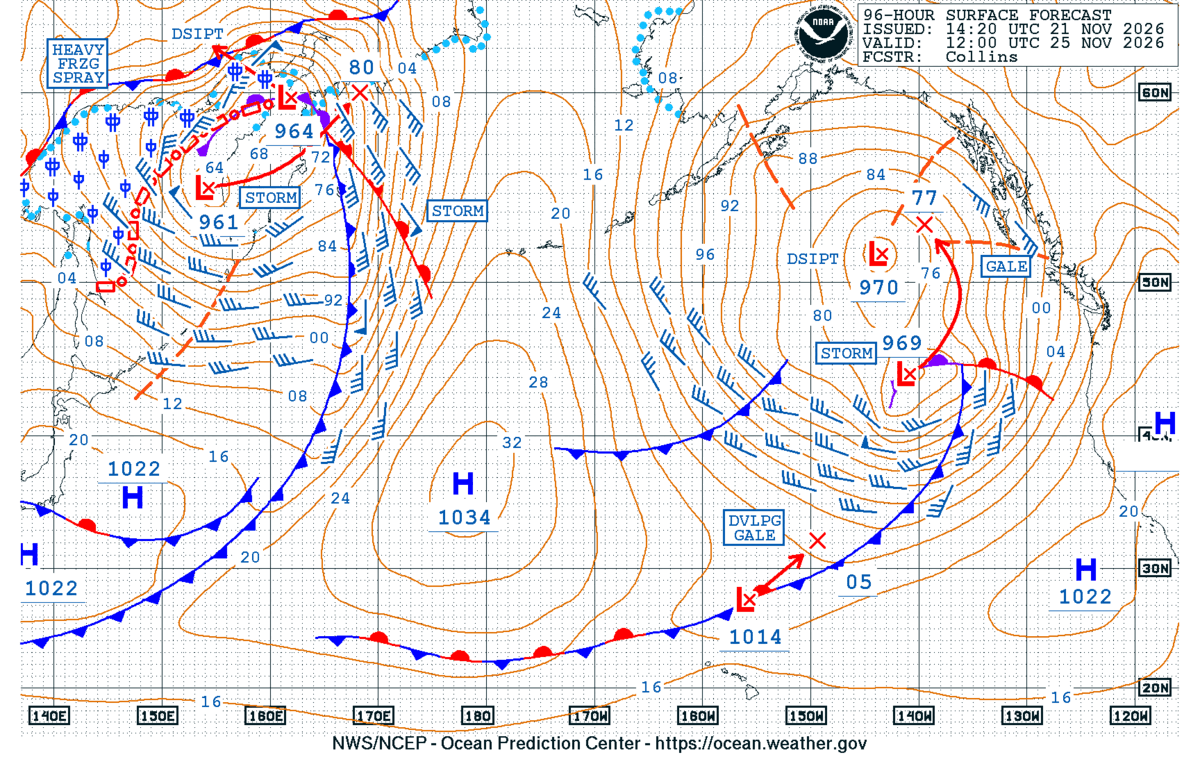 96-HOUR SURFACE FORECAST
ISSUED: 14:20 UTC 21 NOV 2026
VALID: 12:00 UTC 25 NOV 2026
FCSTR: Collins
NOAA
DSIPT
HEAVY
FRZG
SPRAY
80
04
08
08
60N
12
964
68
72
88
64
16
84
76
77
STORM
961
STORM
20
92
84
DSIPT
GALE
96
76
04
970
50N
92
24
80
00
00
08
STORM
969
04
28
08
12
H
20
32
40N
16
1022
H
H
24
1034
20
DVLPG
GALE
H
20
H
30N
05
1022
1022
1014
16
16
20N
16
140E
150E
160E
170E
180
170W
160W
150W
140W
130W
120W
NWS/NCEP - Ocean Prediction Center - https://ocean.weather.gov